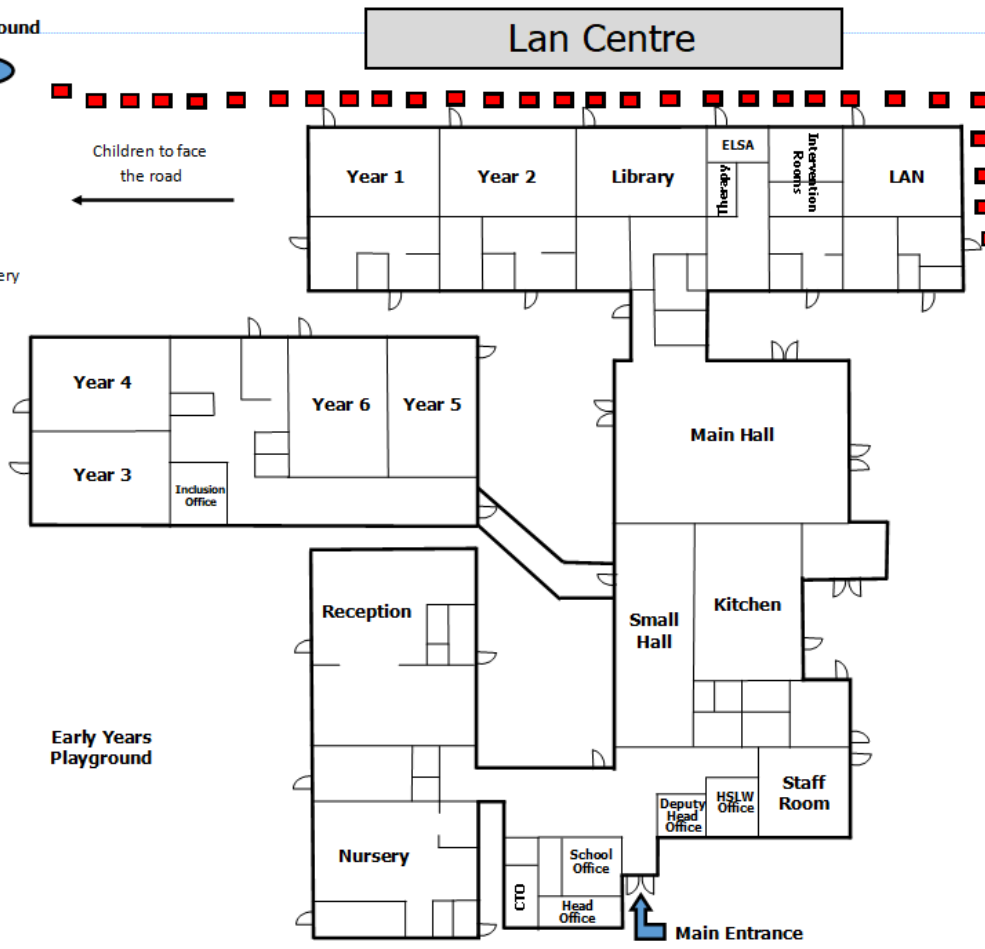 ound
Lan Centre
Children to face
the road
ery
Year 1
Year 2
Library
ELSA
Therapy
Intervention
Rooms
LAN
Year 4
Year 6
Year 5
Year 3
Inclusion
Office
Main Hall
Reception
Small
Hall
Kitchen
Early Years
Playground
Staff
Room
HSLW
Office
Deputy
Head
Office
Nursery
School
Office
CTO
Head
Office
Main Entrance